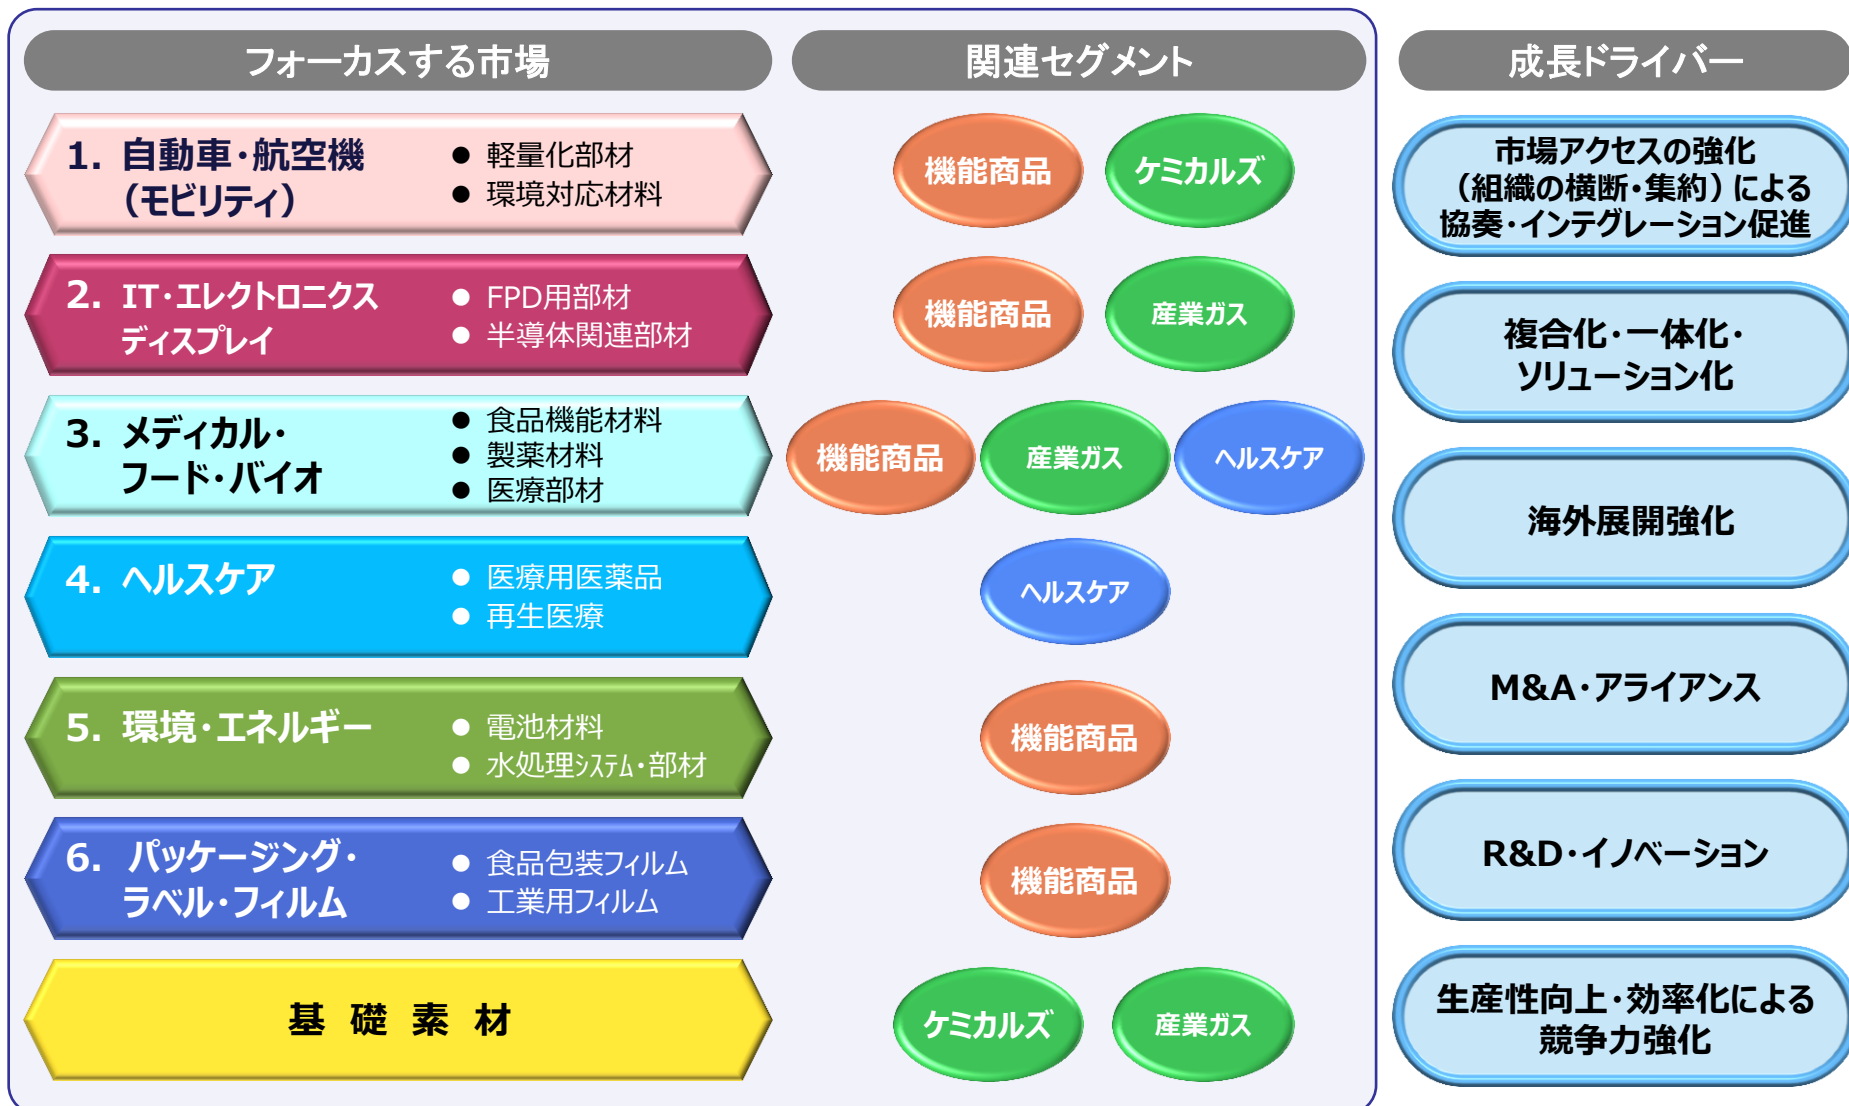 フォーカスする市場
関連セグメント
成長ドライバー
1. 自動車・航空機
（モビリティ）
● 軽量化部材
● 環境対応材料
機能商品
ケミカルズ
2. IT・エレクトロニクス
ディスプレイ
● FPD用部材
● 半導体関連部材
機能商品
産業ガス
3. メディカル・
フード・バイオ
● 食品機能材料
● 製薬材料
● 医療部材
機能商品
産業ガス
ヘルスケア
4. ヘルスケア
● 医療用医薬品
● 再生医療
ヘルスケア
5. 環境・エネルギー
● 電池材料
● 水処理ｼｽﾃﾑ・部材
機能商品
6. パッケージング・
ラベル・フィルム
● 食品包装フィルム
● 工業用フィルム
機能商品
基 礎 素 材
ケミカルズ
産業ガス
市場アクセスの強化
（組織の横断・集約）による
協奏・インテグレーション促進
複合化・一体化・
ソリューション化
海外展開強化
M&A・アライアンス
R&D・イノベーション
生産性向上・効率化による
競争力強化